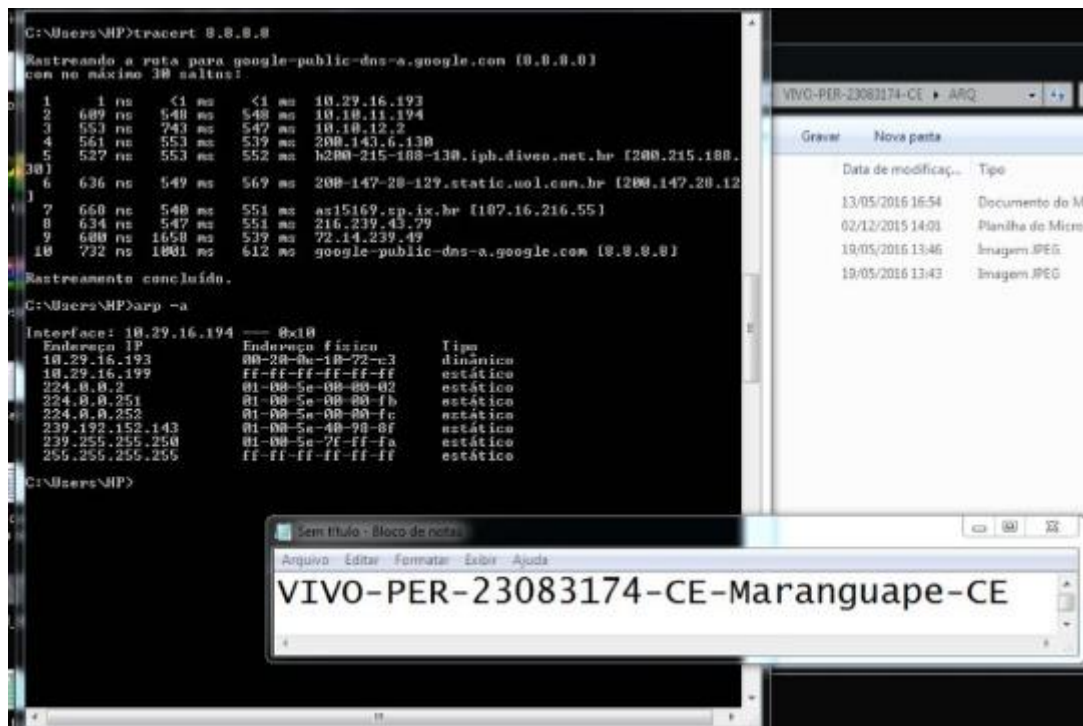 C:\Users\HP>tracert 8.8.8.8
Rastreando a rota para google-public-dns-a.google.com [8.8.8.8]
com no máximo 30 saltos:
1 1 ms <1 ms <1 ms 10.29.16.193
2 609 ms 548 ms 548 ms 10.10.11.194
3 553 ms 743 ms 547 ms 10.10.12.2
4 561 ms 553 ms 539 ms 200.143.6.130
5 527 ms 553 ms 552 ms h200-215-188-130.iph.diveo.net.br [200.215.188.
30]
6 636 ms 549 ms 569 ms 200-147-28-129.static.uol.com.br [200.147.28.12
]
7 660 ms 540 ms 551 ms as15169.sp.ix.br [187.16.216.55]
8 634 ms 547 ms 551 ms 216.239.43.79
9 600 ms 1658 ms 539 ms 72.14.239.49
10 732 ms 1001 ms 612 ms google-public-dns-a.google.com [8.8.8.8]
Rastreamento concluído.
C:\Users\HP>arp -a
Interface: 10.29.16.194 --- 0x10
Endereço IP Endereço físico Tipo
10.29.16.193 00-20-0e-10-72-c3 dinâmico
10.29.16.199 ff-ff-ff-ff-ff-ff estático
224.0.0.2 01-00-5e-00-00-02 estático
224.0.0.251 01-00-5e-00-00-fb estático
224.0.0.252 01-00-5e-00-00-fc estático
239.192.152.143 01-00-5e-40-98-8f estático
239.255.255.250 01-00-5e-7f-ff-fa estático
255.255.255.255 ff-ff-ff-ff-ff-ff estático
C:\Users\HP>
VIVO-PER-23083174-CE ▸ ARQ
Gravar Nova pasta
Data de modificaç... Tipo
13/05/2016 16:54 Documento do M
02/12/2015 14:01 Planilha do Micro
19/05/2016 13:46 Imagem JPEG
19/05/2016 13:43 Imagem JPEG
Sem título - Bloco de notas
Arquivo Editar Formatar Exibir Ajuda
VIVO-PER-23083174-CE-Maranguape-CE